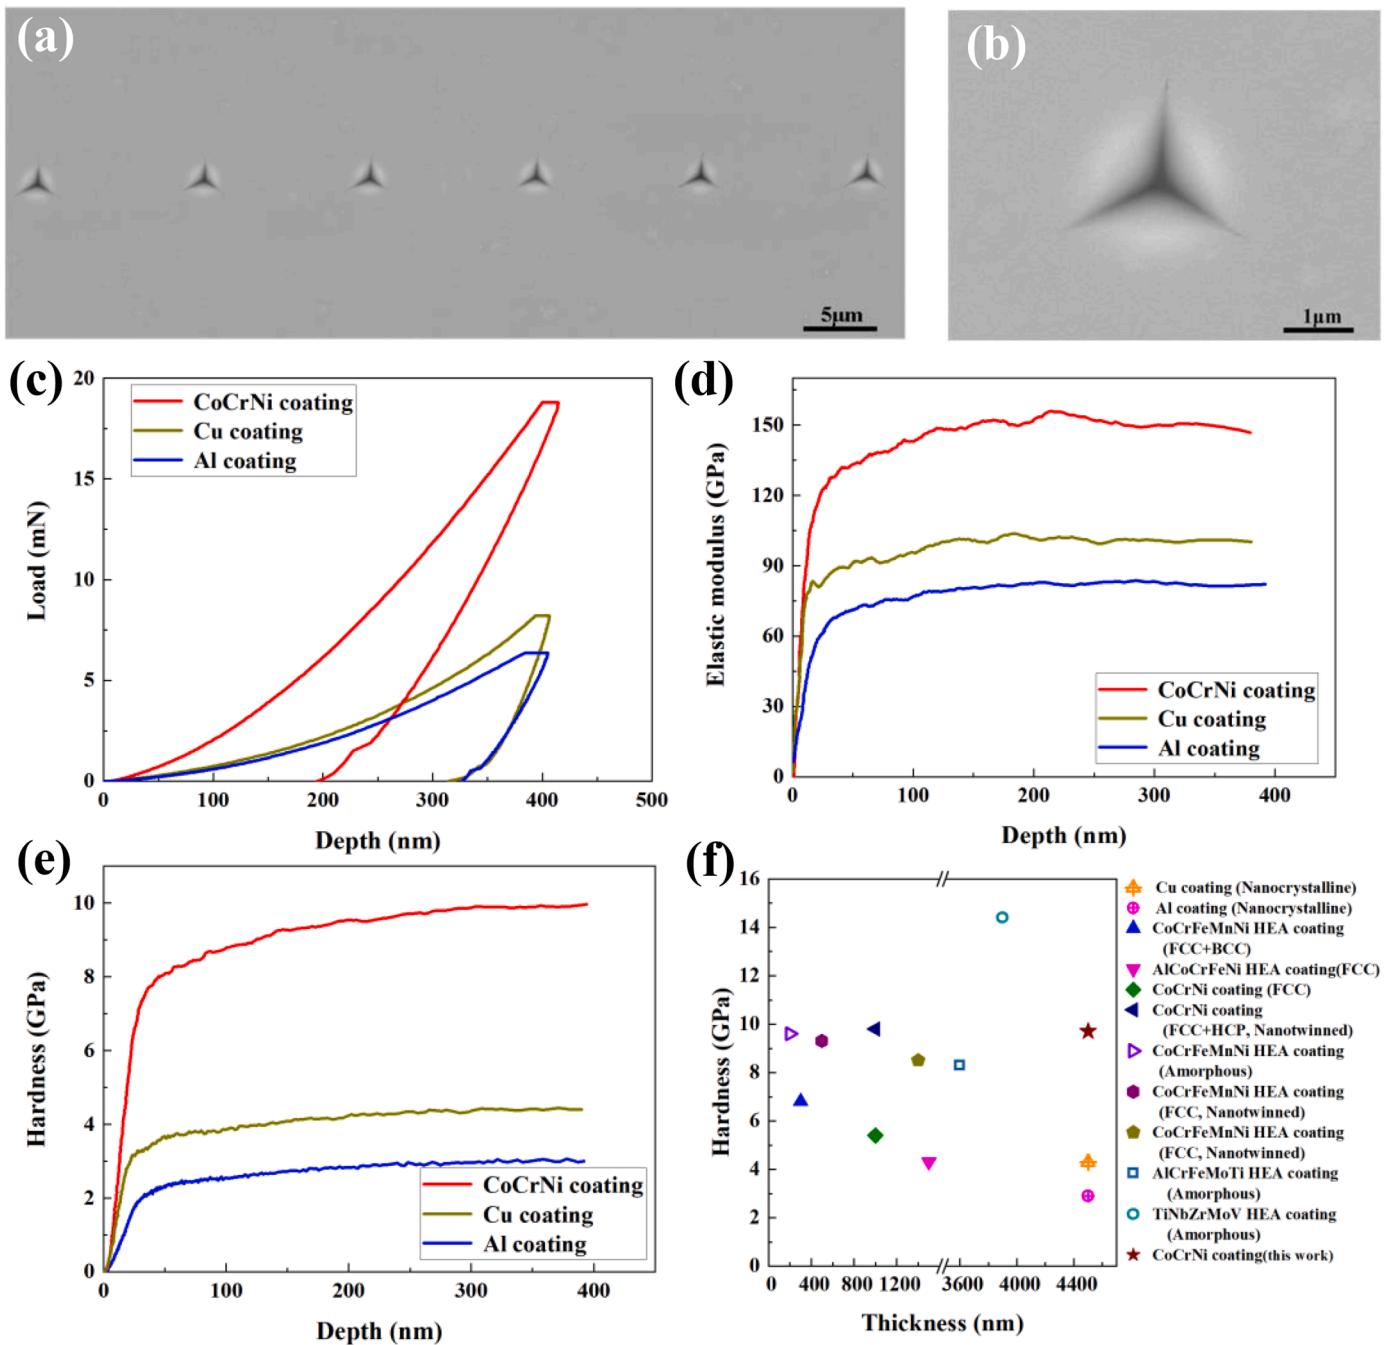 (a)
5μm
(b)
1μm
(c)
20
15
10
5
0
0 100 200 300 400 500
Load (mN)
Depth (nm)
CoCrNi coating
Cu coating
Al coating
(d)
150
120
90
60
30
0
0 100 200 300 400
Elastic modulus (GPa)
Depth (nm)
CoCrNi coating
Cu coating
Al coating
(e)
10
8
6
4
2
0
0 100 200 300 400
Hardness (GPa)
Depth (nm)
CoCrNi coating
Cu coating
Al coating
(f)
16
14
12
10
8
6
4
2
0
0 400 800 1200 3600 4000 4400
Hardness (GPa)
Thickness (nm)
Cu coating (Nanocrystalline)
Al coating (Nanocrystalline)
CoCrFeMnNi HEA coating
(FCC+BCC)
AlCoCrFeNi HEA coating(FCC)
CoCrNi coating (FCC)
CoCrNi coating
(FCC+HCP, Nanotwinned)
CoCrFeMnNi HEA coating
(Amorphous)
CoCrFeMnNi HEA coating
(FCC, Nanotwinned)
CoCrFeMnNi HEA coating
(FCC, Nanotwinned)
AlCrFeMoTi HEA coating
(Amorphous)
TiNbZrMoV HEA coating
(Amorphous)
CoCrNi coating(this work)